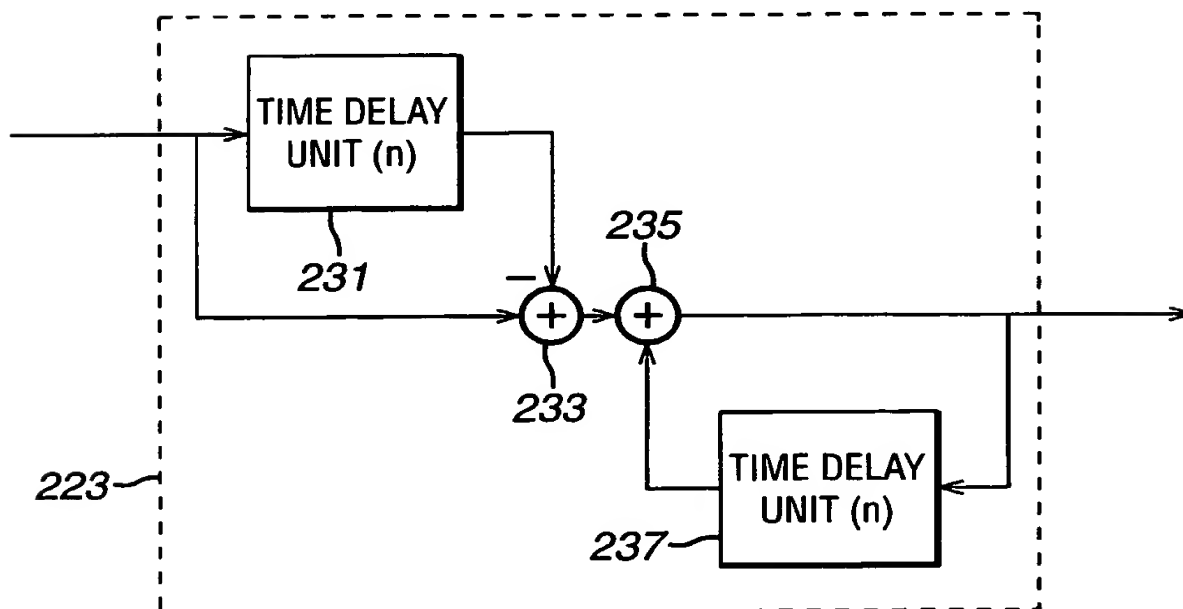 TIME DELAY
UNIT (n)
231
235
−
+
+
233
223
TIME DELAY
UNIT (n)
237